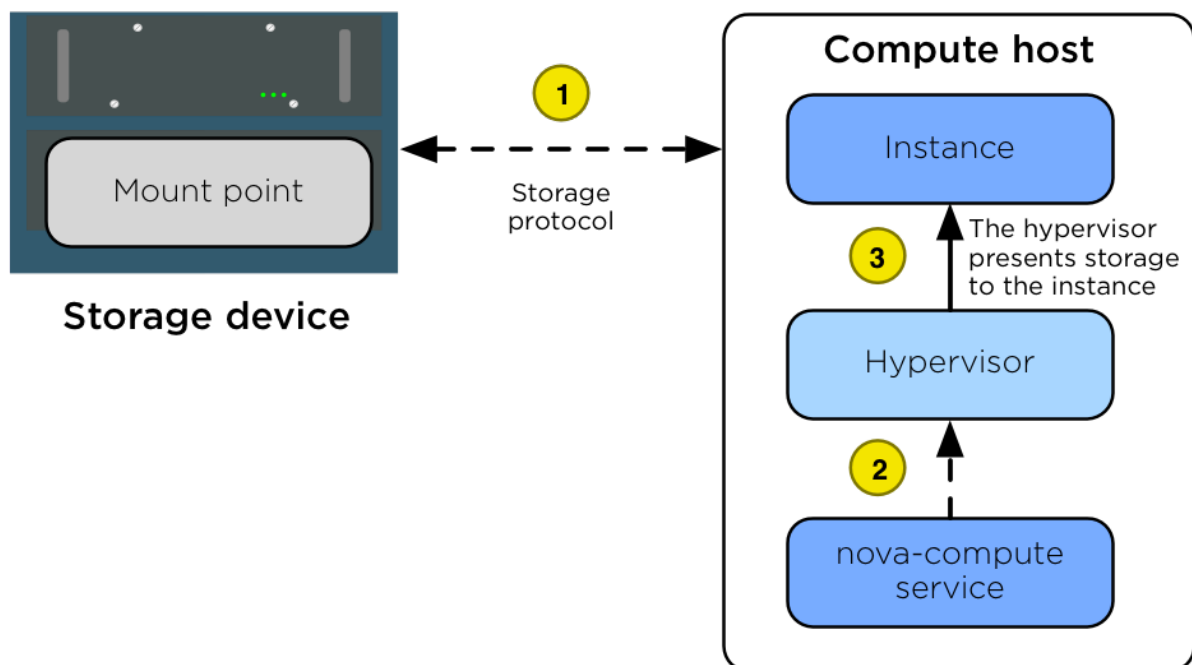 Compute host
1
Instance
Mount point
Storage
protocol
3
The hypervisor
presents storage
to the instance
Storage device
Hypervisor
2
nova-compute
service